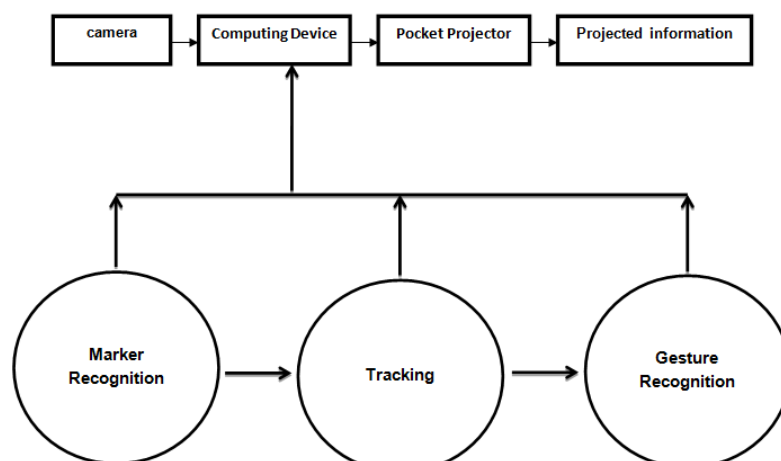 camera
Computing Device
Pocket Projector
Projected information
Marker
Recognition
Tracking
Gesture
Recognition